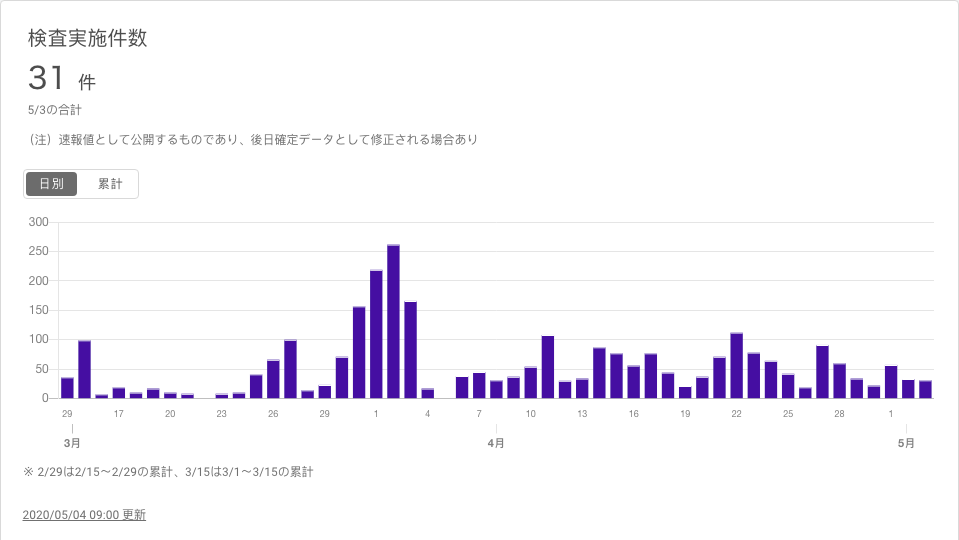 検査実施件数
31 件
5/3の合計
（注）速報値として公開するものであり、後日確定データとして修正される場合あり
日別 累計
300
250
200
150
100
50
0
29 17 20 23 26 29 1 4 7 10 13 16 19 22 25 28 1
3月 4月 5月
※ 2/29は2/15〜2/29の累計、3/15は3/1〜3/15の累計
2020/05/04 09:00 更新